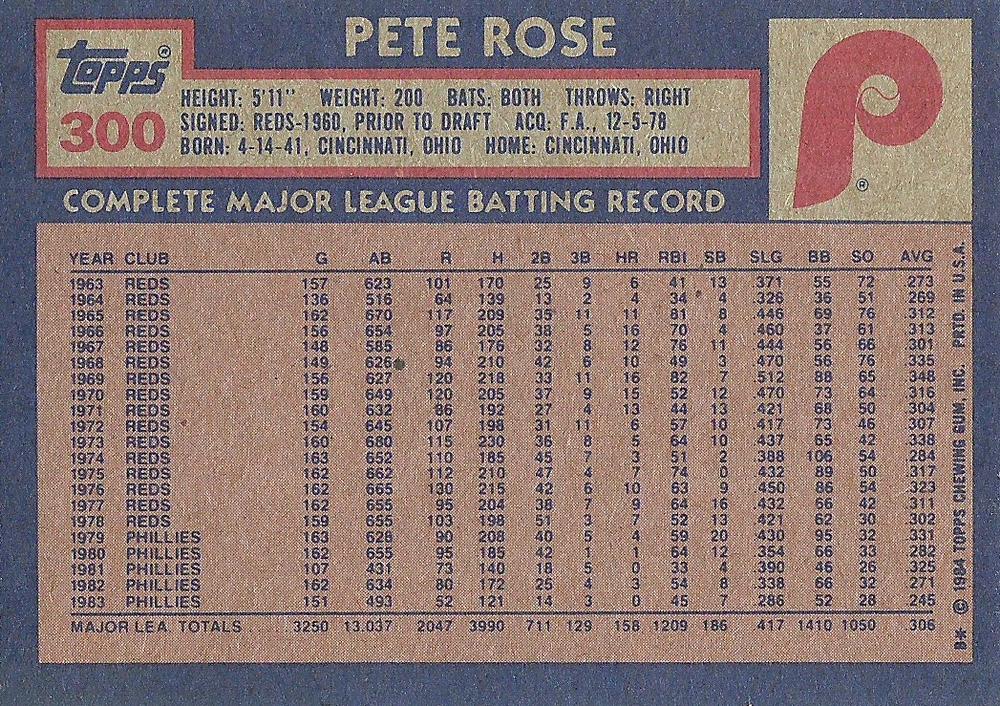 PETE ROSE
topps®
300
HEIGHT: 5'11" WEIGHT: 200 BATS: BOTH THROWS: RIGHT
SIGNED: REDS-1960, PRIOR TO DRAFT ACQ: F.A., 12-5-78
BORN: 4-14-41, CINCINNATI, OHIO HOME: CINCINNATI, OHIO
P®
COMPLETE MAJOR LEAGUE BATTING RECORD
YEAR CLUB G AB R H 2B 3B HR RBI SB SLG BB SO AVG
1963 REDS 157 623 101 170 25 9 6 41 13 .371 55 72 .273
1964 REDS 136 516 64 139 13 2 4 34 4 .326 36 51 .269
1965 REDS 162 670 117 209 35 11 11 81 8 .446 69 76 .312
1966 REDS 156 654 97 205 38 5 16 70 4 .460 37 61 .313
1967 REDS 148 585 86 176 32 8 12 76 11 .444 56 66 .301
1968 REDS 149 626 94 210 42 6 10 49 3 .470 56 76 .335
1969 REDS 156 627 120 218 33 11 16 82 7 .512 88 65 .348
1970 REDS 159 649 120 205 37 9 15 52 12 .470 73 64 .316
1971 REDS 160 632 86 192 27 4 13 44 13 .421 68 50 .304
1972 REDS 154 645 107 198 31 11 6 57 10 .417 73 46 .307
1973 REDS 160 680 115 230 36 8 5 64 10 .437 65 42 .338
1974 REDS 163 652 110 185 45 7 3 51 2 .388 106 54 .284
1975 REDS 162 662 112 210 47 4 7 74 0 .432 89 50 .317
1976 REDS 162 665 130 215 42 6 10 63 9 .450 86 54 .323
1977 REDS 162 655 95 204 38 7 9 64 16 .432 66 42 .311
1978 REDS 159 655 103 198 51 3 7 52 13 .421 62 30 .302
1979 PHILLIES 163 628 90 208 40 5 4 59 20 .430 95 32 .331
1980 PHILLIES 162 655 95 185 42 1 1 64 12 .354 66 33 .282
1981 PHILLIES 107 431 73 140 18 5 0 33 4 .390 46 26 .325
1982 PHILLIES 162 634 80 172 25 4 3 54 8 .338 66 32 .271
1983 PHILLIES 151 493 52 121 14 3 0 45 7 .286 52 28 .245
MAJOR LEA. TOTALS 3250 13.037 2047 3990 711 129 158 1209 186 .417 1410 1050 .306
B* © 1984 TOPPS CHEWING GUM, INC. PRTD. IN U.S.A.